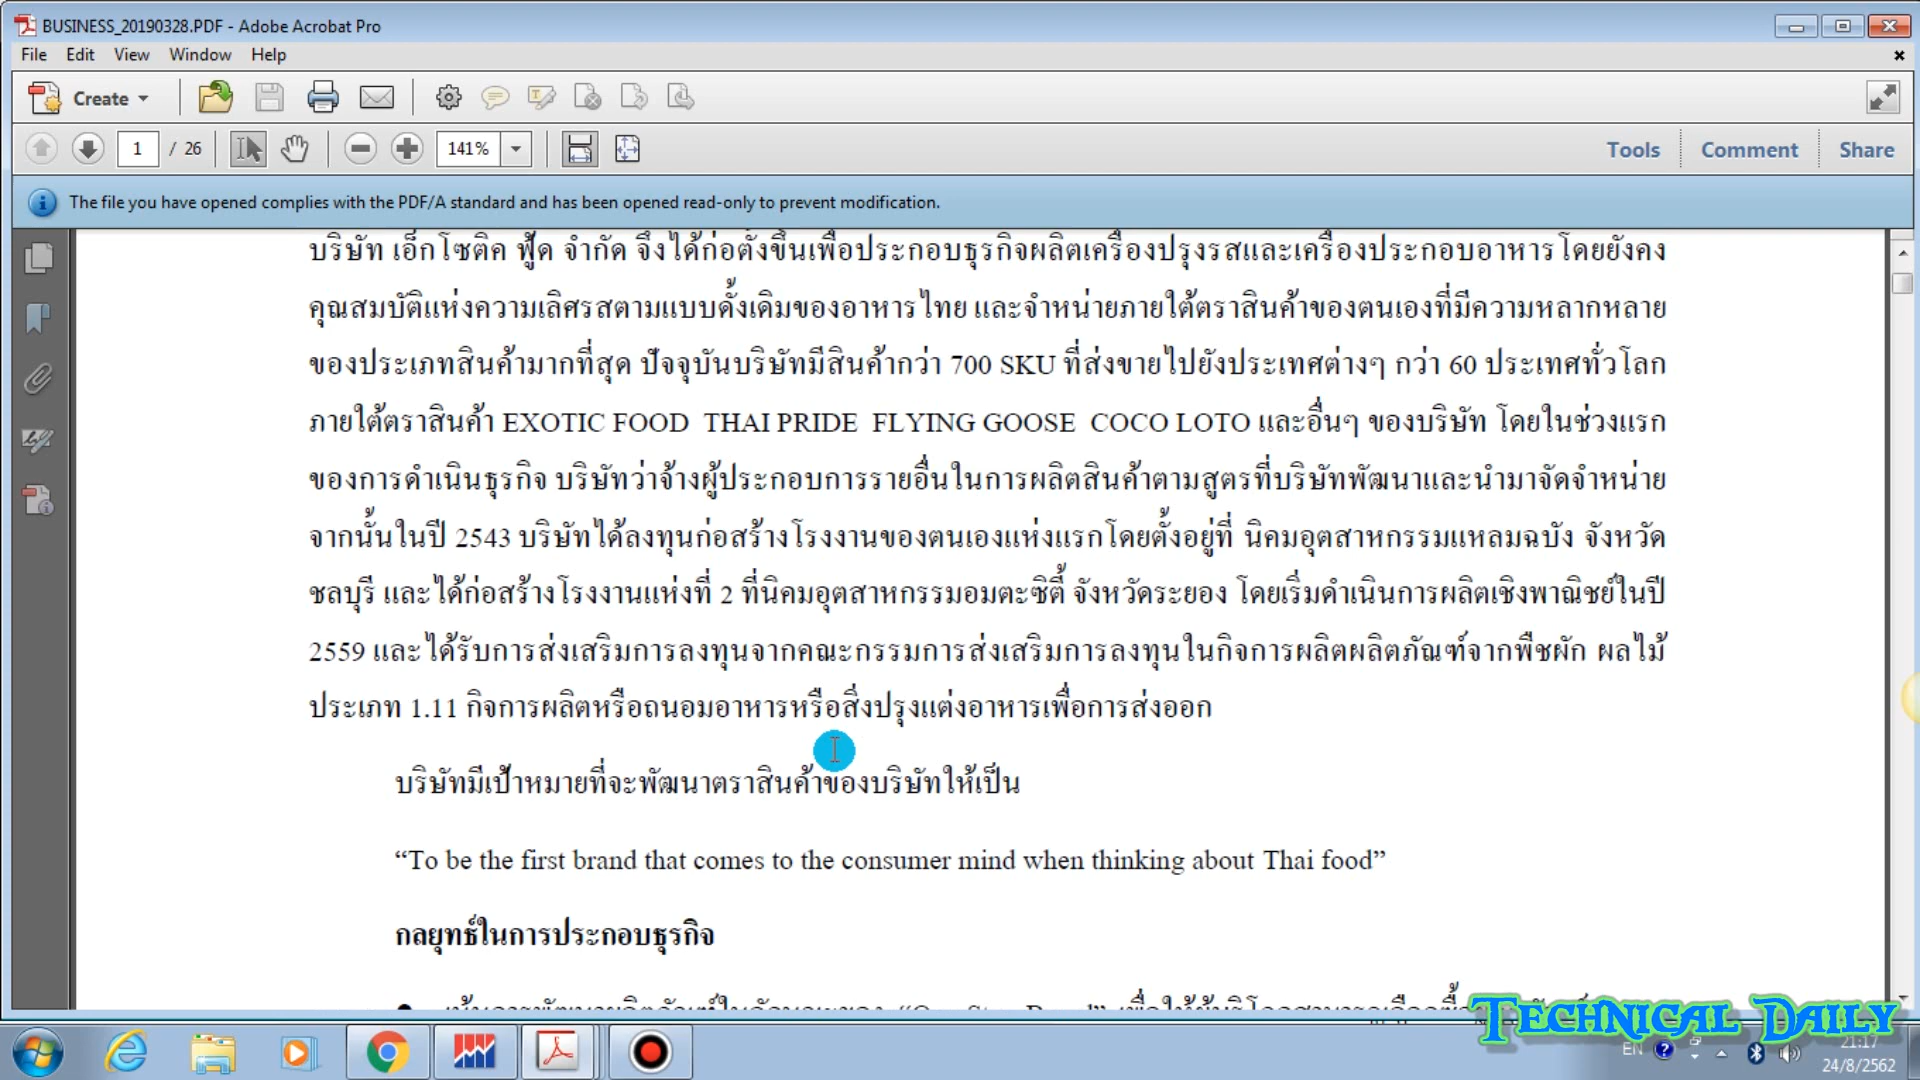 BUSINESS_20190328.PDF - Adobe Acrobat Pro
File Edit View Window Help
Create
1 / 26 141% Tools Comment Share
The file you have opened complies with the PDF/A standard and has been opened read-only to prevent modification.
บริษัท เอ็กโซติค ฟู้ด จำกัด จึงได้ก่อตั้งขึ้นเพื่อประกอบธุรกิจผลิตเครื่องปรุงรสและเครื่องประกอบอาหารโดยยังคง
คุณสมบัติแห่งความเลิศรสตามแบบดั้งเดิมของอาหารไทย และจำหน่ายภายใต้ตราสินค้าของตนเองที่มีความหลากหลาย
ของประเภทสินค้ามากที่สุด ปัจจุบันบริษัทมีสินค้ากว่า 700 SKU ที่ส่งขายไปยังประเทศต่างๆ กว่า 60 ประเทศทั่วโลก
ภายใต้ตราสินค้า EXOTIC FOOD THAI PRIDE FLYING GOOSE COCO LOTO และอื่นๆ ของบริษัท โดยในช่วงแรก
ของการดำเนินธุรกิจ บริษัทว่าจ้างผู้ประกอบการรายอื่นในการผลิตสินค้าตามสูตรที่บริษัทพัฒนาและนำมาจัดจำหน่าย
จากนั้นในปี 2543 บริษัทได้ลงทุนก่อสร้างโรงงานของตนเองแห่งแรกโดยตั้งอยู่ที่ นิคมอุตสาหกรรมแหลมฉบัง จังหวัด
ชลบุรี และได้ก่อสร้างโรงงานแห่งที่ 2 ที่นิคมอุตสาหกรรมอมตะซิตี้ จังหวัดระยอง โดยเริ่มดำเนินการผลิตเชิงพาณิชย์ในปี
2559 และได้รับการส่งเสริมการลงทุนจากคณะกรรมการส่งเสริมการลงทุนในกิจการผลิตผลิตภัณฑ์จากพืชผัก ผลไม้
ประเภท 1.11 กิจการผลิตหรือถนอมอาหารหรือสิ่งปรุงแต่งอาหารเพื่อการส่งออก
บริษัทมีเป้าหมายที่จะพัฒนาตราสินค้าของบริษัทให้เป็น
“To be the first brand that comes to the consumer mind when thinking about Thai food”
กลยุทธ์ในการประกอบธุรกิจ
TECHNICAL DAILY
EN 21:17
24/8/2562